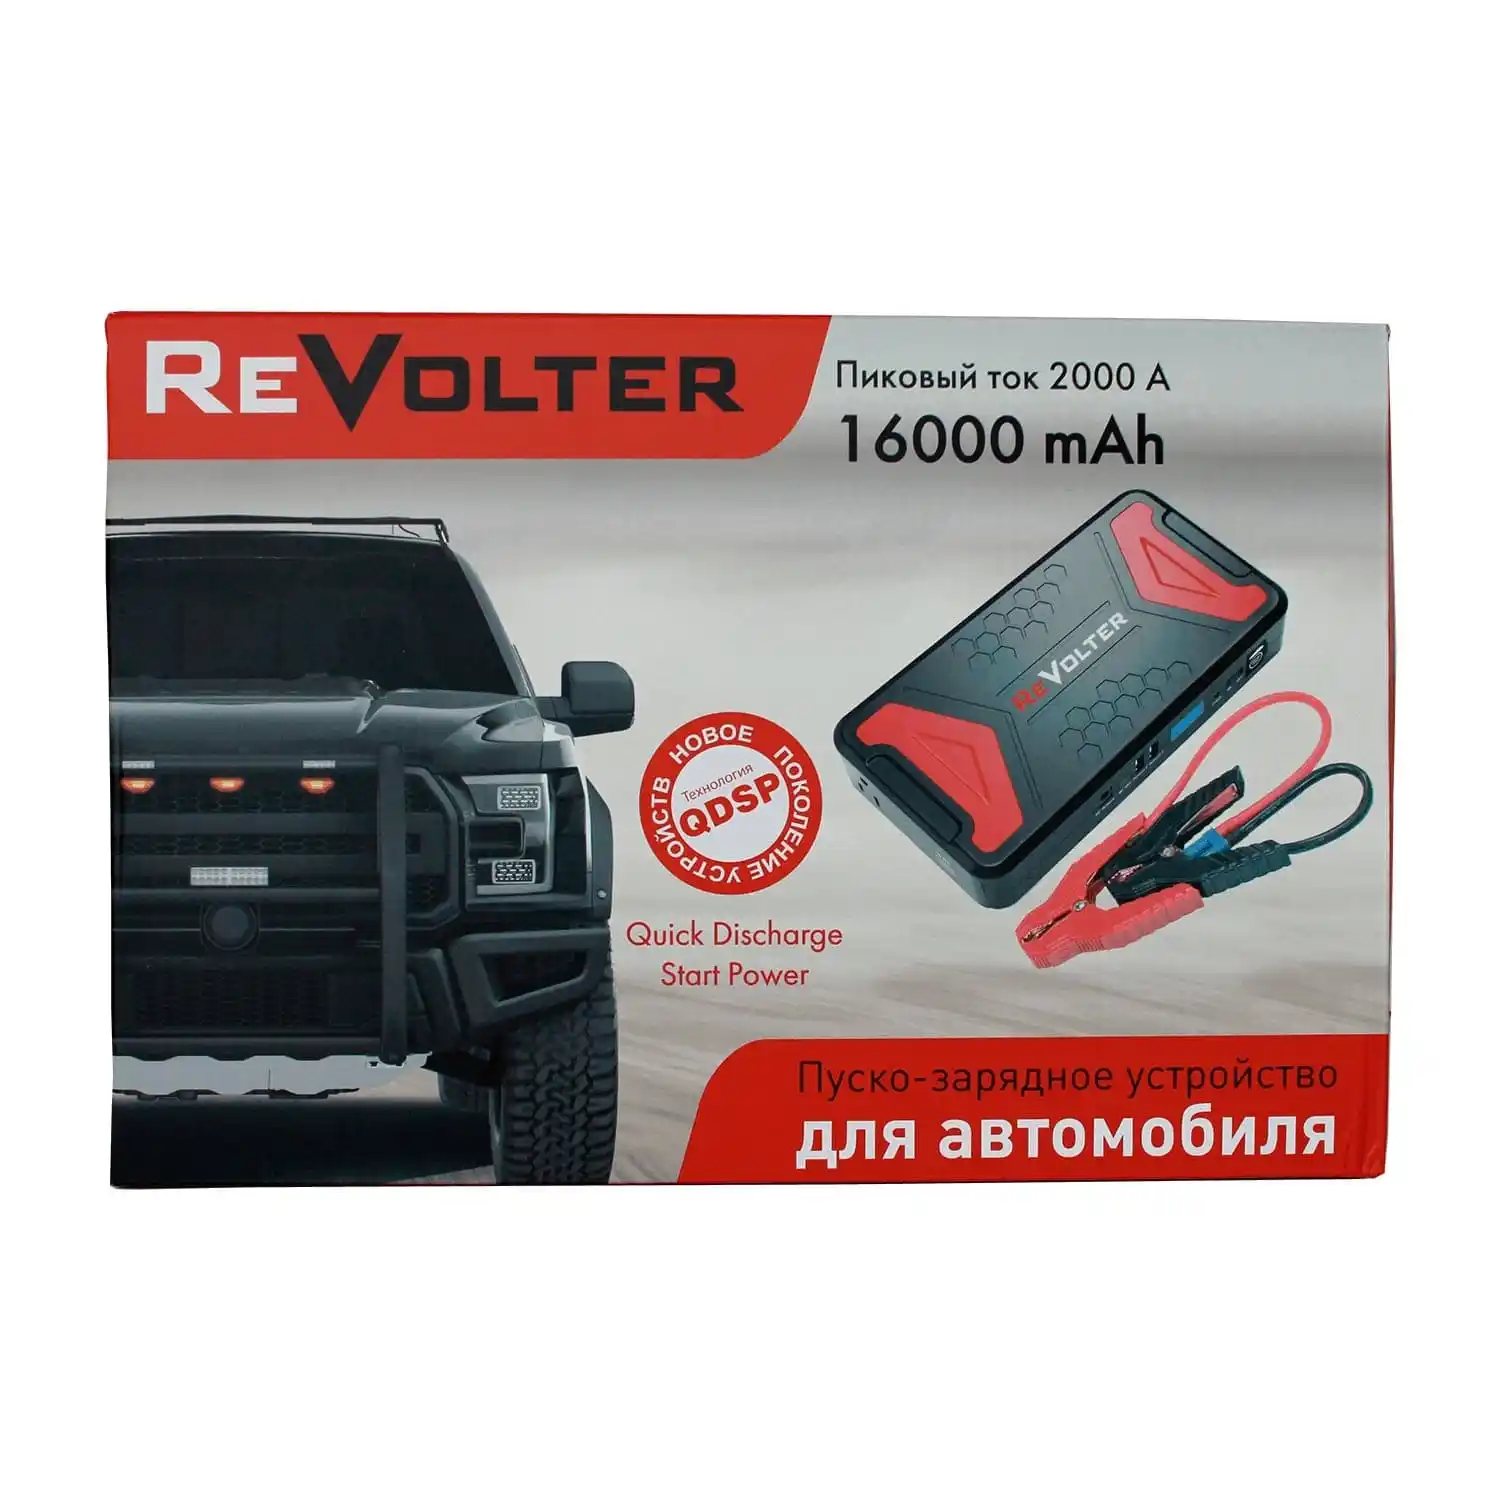 REVOLTER
Пиковый ток 2000 А
16000 mAh
REVOLTER
НОВОЕ ПОКОЛЕНИЕ УСТРОЙСТВ
Технология
QDSP
Quick Discharge
Start Power
Пуско-зарядное устройство
для автомобиля